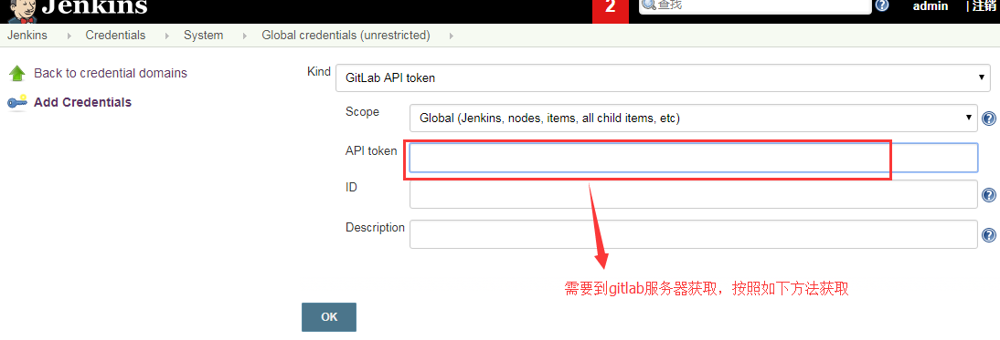 Jenkins
2
查找
admin
| 注销
Jenkins
Credentials
System
Global credentials (unrestricted)
Back to credential domains
Add Credentials
Kind
GitLab API token
Scope
Global (Jenkins, nodes, items, all child items, etc)
API token
ID
Description
需要到gitlab服务器获取，按照如下方法获取
OK